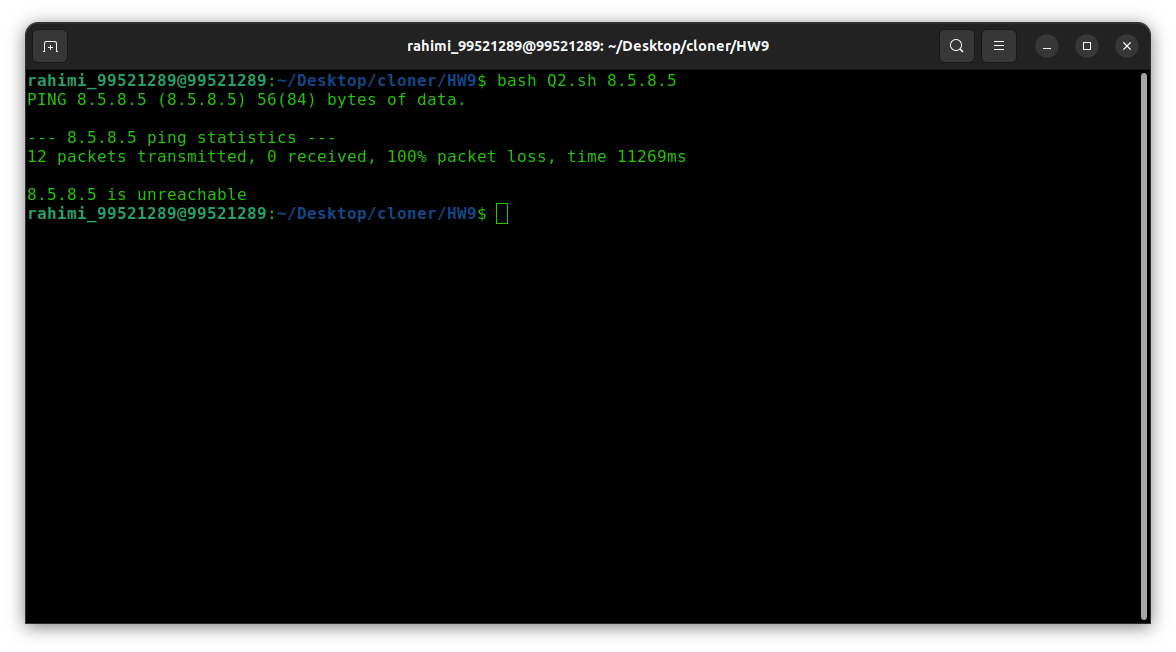 rahimi_99521289@99521289: ~/Desktop/cloner/HW9
rahimi_99521289@99521289:~/Desktop/cloner/HW9$ bash Q2.sh 8.5.8.5
PING 8.5.8.5 (8.5.8.5) 56(84) bytes of data.
--- 8.5.8.5 ping statistics ---
12 packets transmitted, 0 received, 100% packet loss, time 11269ms
8.5.8.5 is unreachable
rahimi_99521289@99521289:~/Desktop/cloner/HW9$